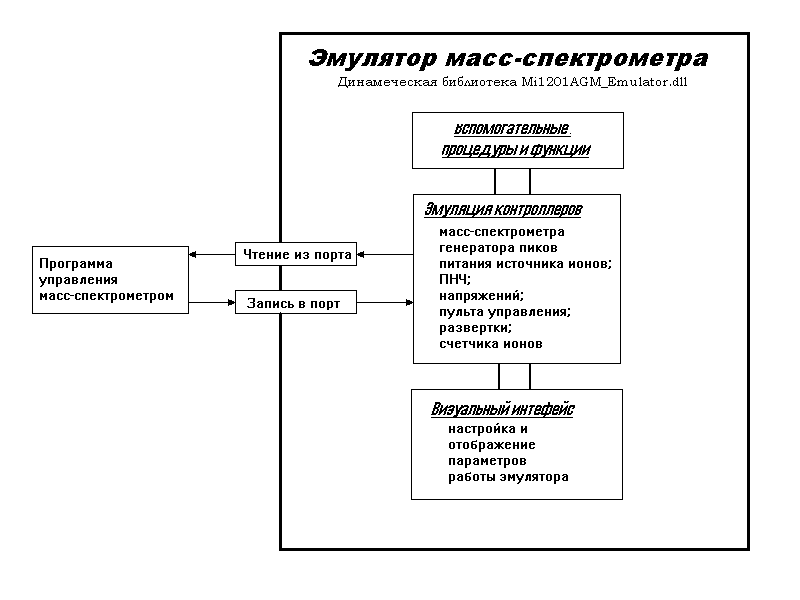 Эмулятор масс-спектрометра
Динамеческая библиотека Mi1201AGM_Emulator.dll
вспомогательные
процедуры и функции
Эмуляция контроллеров
масс-спектрометра
генератора пиков
питания источника ионов;
ПНЧ;
напряжений;
пульта управления;
развертки;
счетчика ионов
Чтение из порта
Запись в порт
Программа
управления
масс-спектрометром
Визуальный интефейс
настройка и
отображение
параметров
работы эмулятора